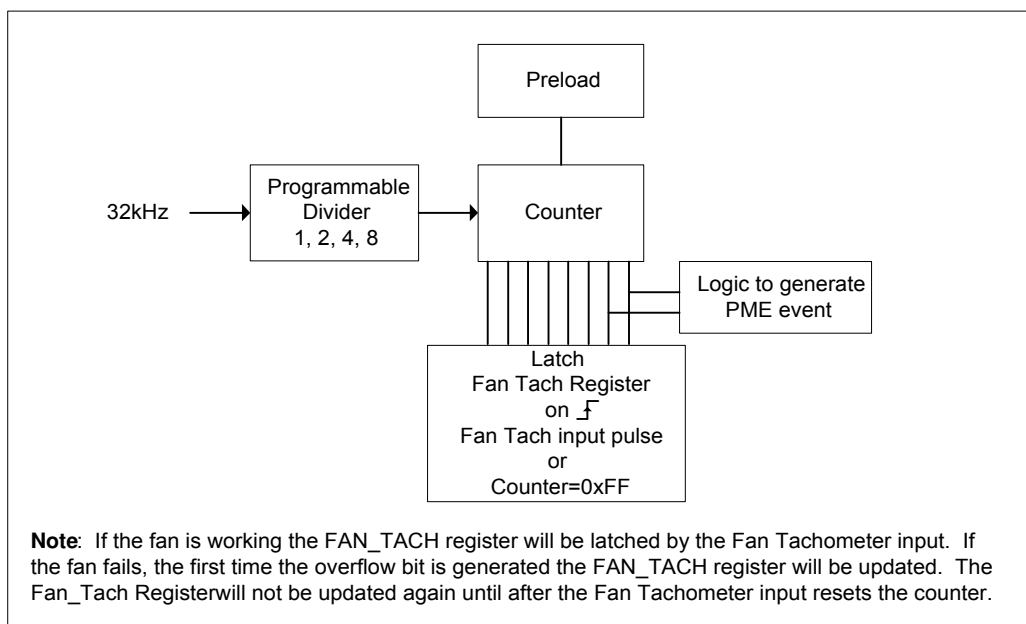 Preload
32kHz
Programmable
Divider
1, 2, 4, 8
Counter
Logic to generate
PME event
Latch
Fan Tach Register
on
Fan Tach input pulse
or
Counter=0xFF
Note: If the fan is working the FAN_TACH register will be latched by the Fan Tachometer input. If
the fan fails, the first time the overflow bit is generated the FAN_TACH register will be updated. The
Fan_Tach Registerwill not be updated again until after the Fan Tachometer input resets the counter.